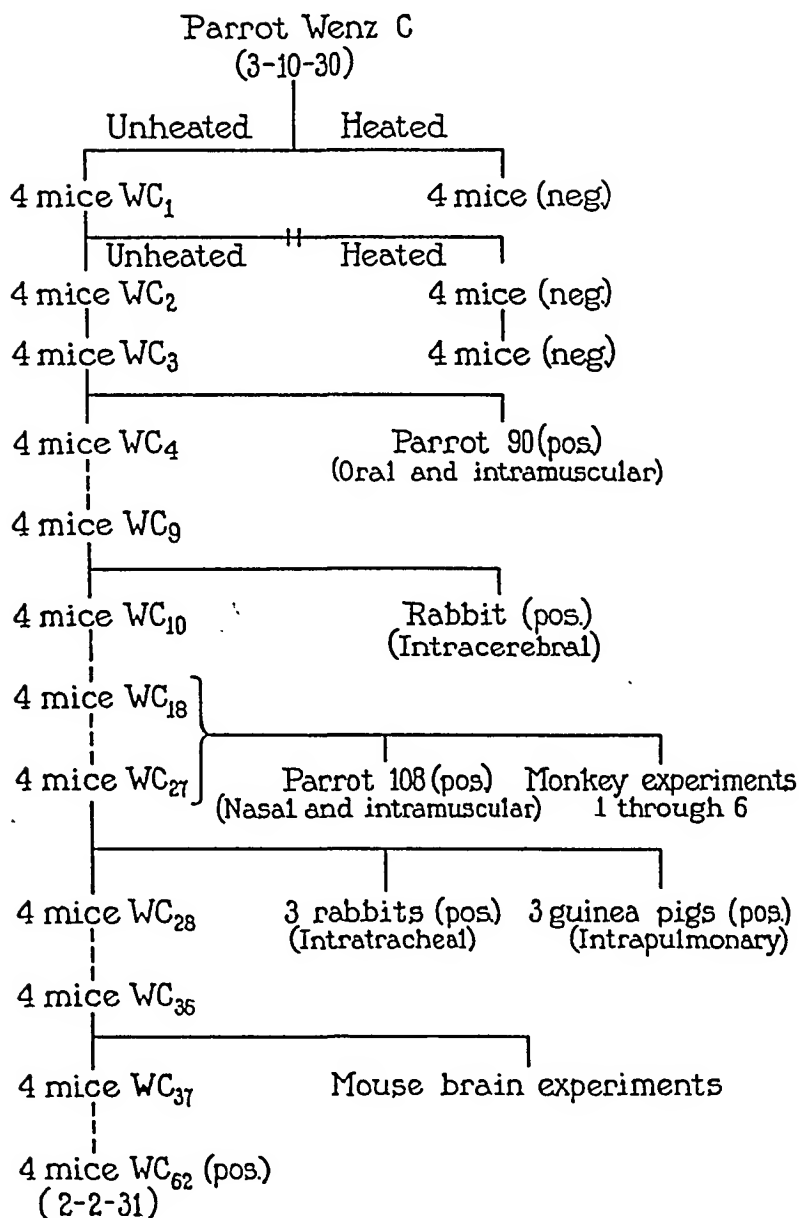 Parrot Wenz C
(3-10-30)
Unheated Heated
4 mice WC₁ 4 mice (neg.)
Unheated Heated
4 mice WC₂ 4 mice (neg.)
4 mice WC₃ 4 mice (neg.)
4 mice WC₄ Parrot 90 (pos.)
(Oral and intramuscular)
4 mice WC₉
4 mice WC₁₀ Rabbit (pos.)
(Intracerebral)
4 mice WC₁₈
4 mice WC₂₇ Parrot 108 (pos.) Monkey experiments
(Nasal and intramuscular) 1 through 6
4 mice WC₂₈ 3 rabbits (pos.) 3 guinea pigs (pos.)
(Intratracheal) (Intrapulmonary)
4 mice WC₃₆
4 mice WC₃₇ Mouse brain experiments
4 mice WC₆₂ (pos.)
(2-2-31)